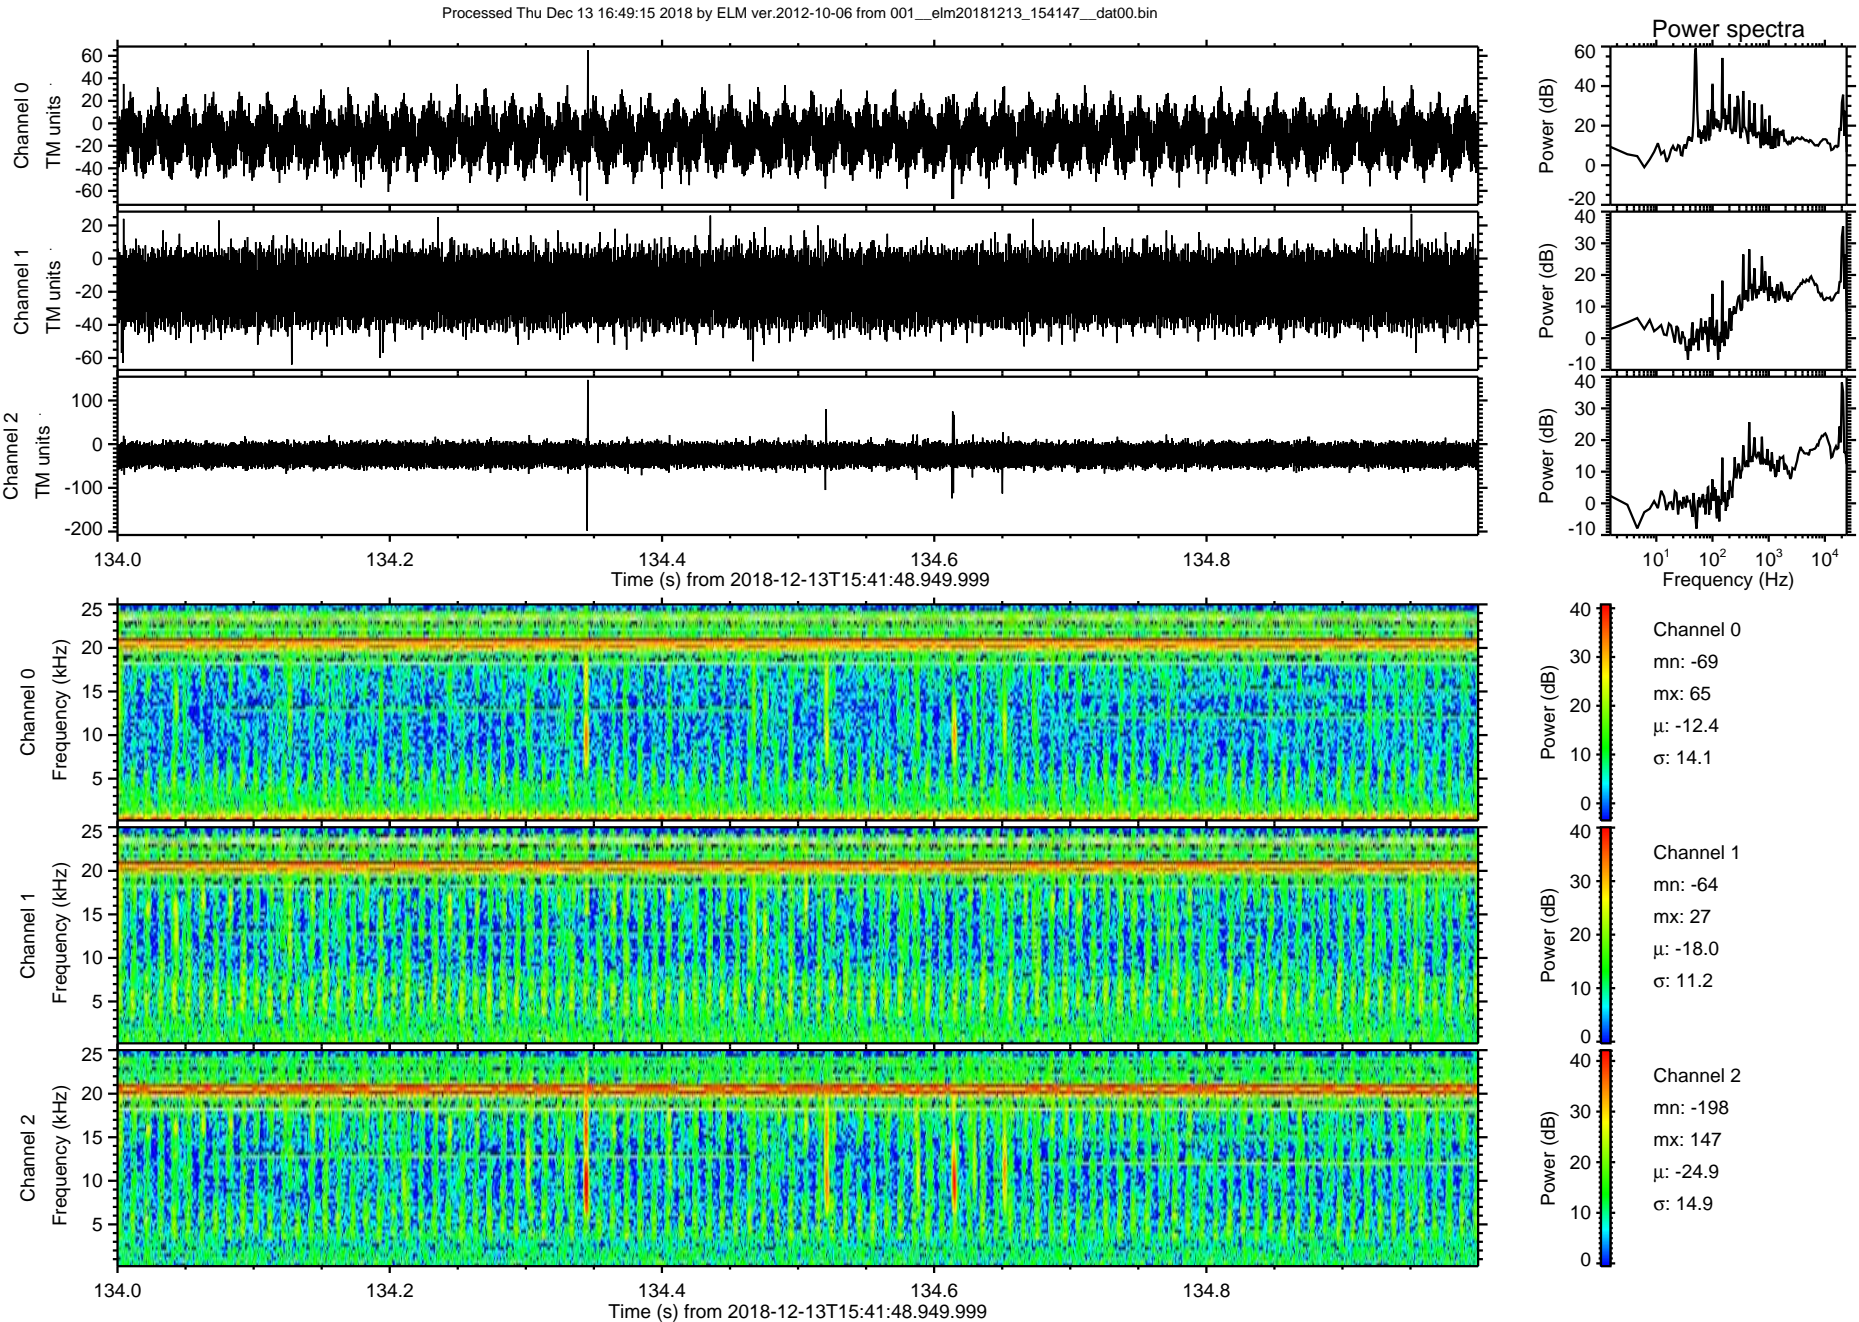 Processed Thu Dec 13 16:49:15 2018 by ELM ver.2012-10-06 from 001__elm20181213_154147__dat00.bin
Power spectra
Channel 0
TM units
60
40
20
0
-20
-40
-60
Power (dB)
60
40
20
0
-20
Channel 1
TM units
20
0
-20
-40
-60
Power (dB)
40
30
20
10
0
-10
Channel 2
TM units
100
0
-100
-200
Power (dB)
40
30
20
10
0
-10
134.0 134.2 134.4 134.6 134.8
Time (s) from 2018-12-13T15:41:48.949.999
10¹ 10² 10³ 10⁴
Frequency (Hz)
Channel 0
Frequency (kHz)
25
20
15
10
5
Power (dB)
40
30
20
10
0
Channel 0
mn: -69
mx: 65
μ: -12.4
σ: 14.1
Channel 1
Frequency (kHz)
25
20
15
10
5
Power (dB)
40
30
20
10
0
Channel 1
mn: -64
mx: 27
μ: -18.0
σ: 11.2
Channel 2
Frequency (kHz)
25
20
15
10
5
Power (dB)
40
30
20
10
0
Channel 2
mn: -198
mx: 147
μ: -24.9
σ: 14.9
134.0 134.2 134.4 134.6 134.8
Time (s) from 2018-12-13T15:41:48.949.999